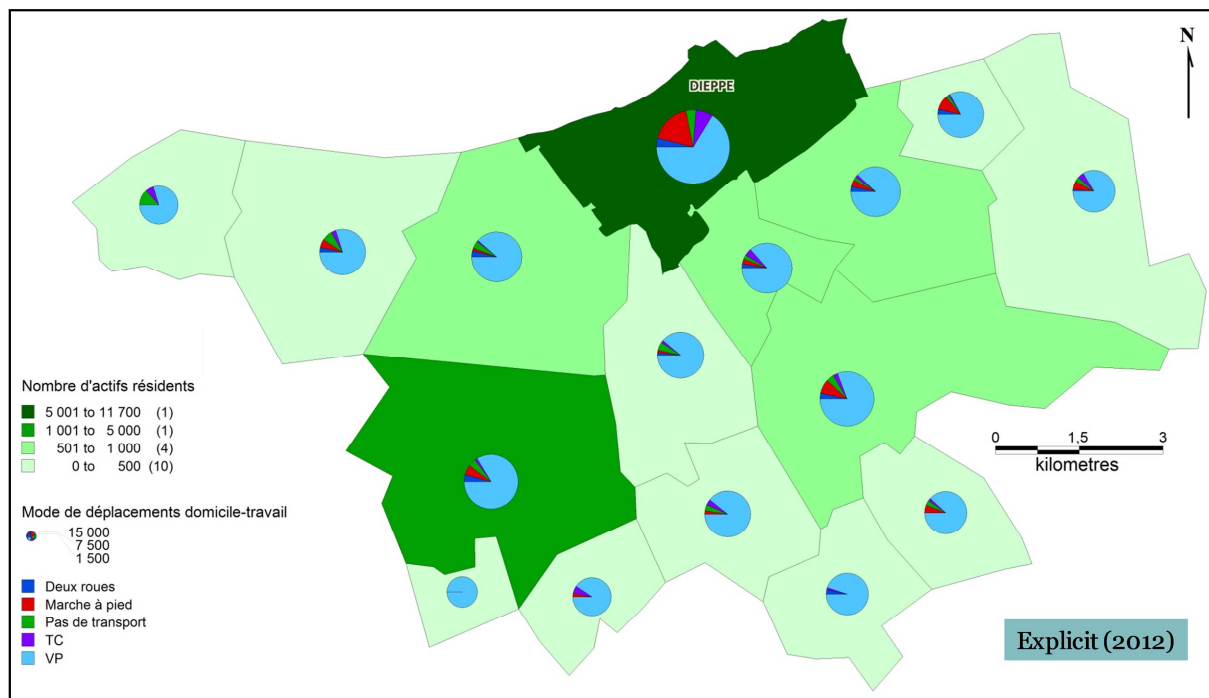 N
DIEPPE
Nombre d'actifs résidents
5 001 to 11 700 (1)
1 001 to 5 000 (1)
501 to 1 000 (4)
0 to 500 (10)
0 1,5 3
kilometres
Mode de déplacements domicile-travail
15 000
7 500
1 500
Deux roues
Marche à pied
Pas de transport
TC
VP
Explicit (2012)